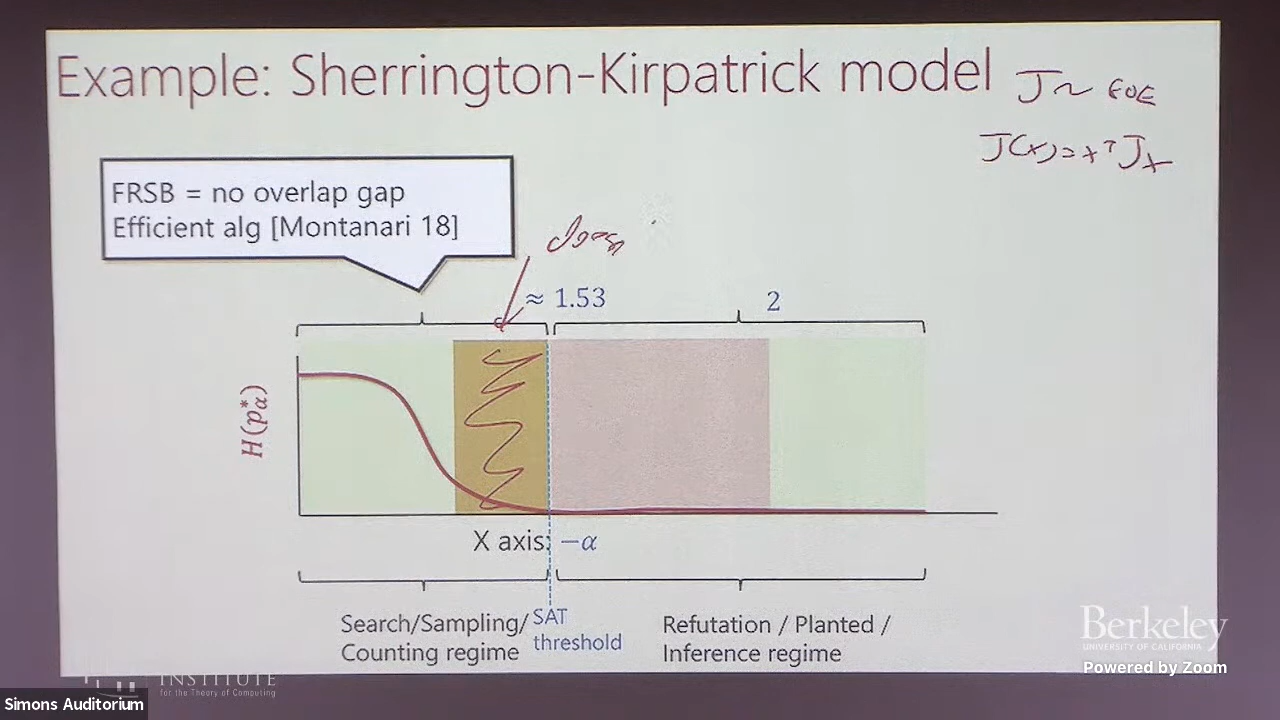 Example: Sherrington-Kirpatrick model
J ~ GOE
J(x) = x^T J x
FRSB = no overlap gap
Efficient alg [Montanari 18]
≈ 1.53
2
H(p*α)
X axis: −α
Search/Sampling/
Counting regime
SAT
threshold
Refutation / Planted /
Inference regime
Berkeley
UNIVERSITY OF CALIFORNIA
Powered by Zoom
INSTITUTE
for the Theory of Computing
Simons Auditorium